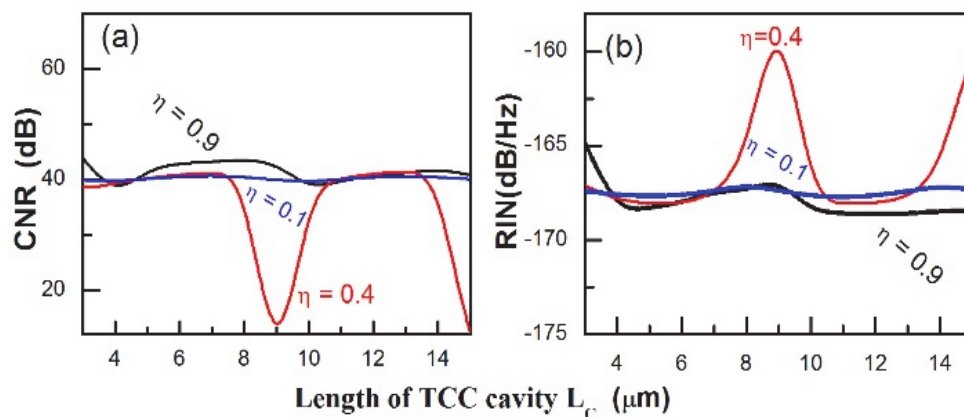 (a)
60
40
20
CNR (dB)
η = 0.9
η = 0.1
η = 0.4
4 6 8 10 12 14
(b)
-160
-165
-170
-175
RIN(dB/Hz)
η=0.4
η=0.1
η = 0.9
4 6 8 10 12 14
Length of TCC cavity L_C (μm)